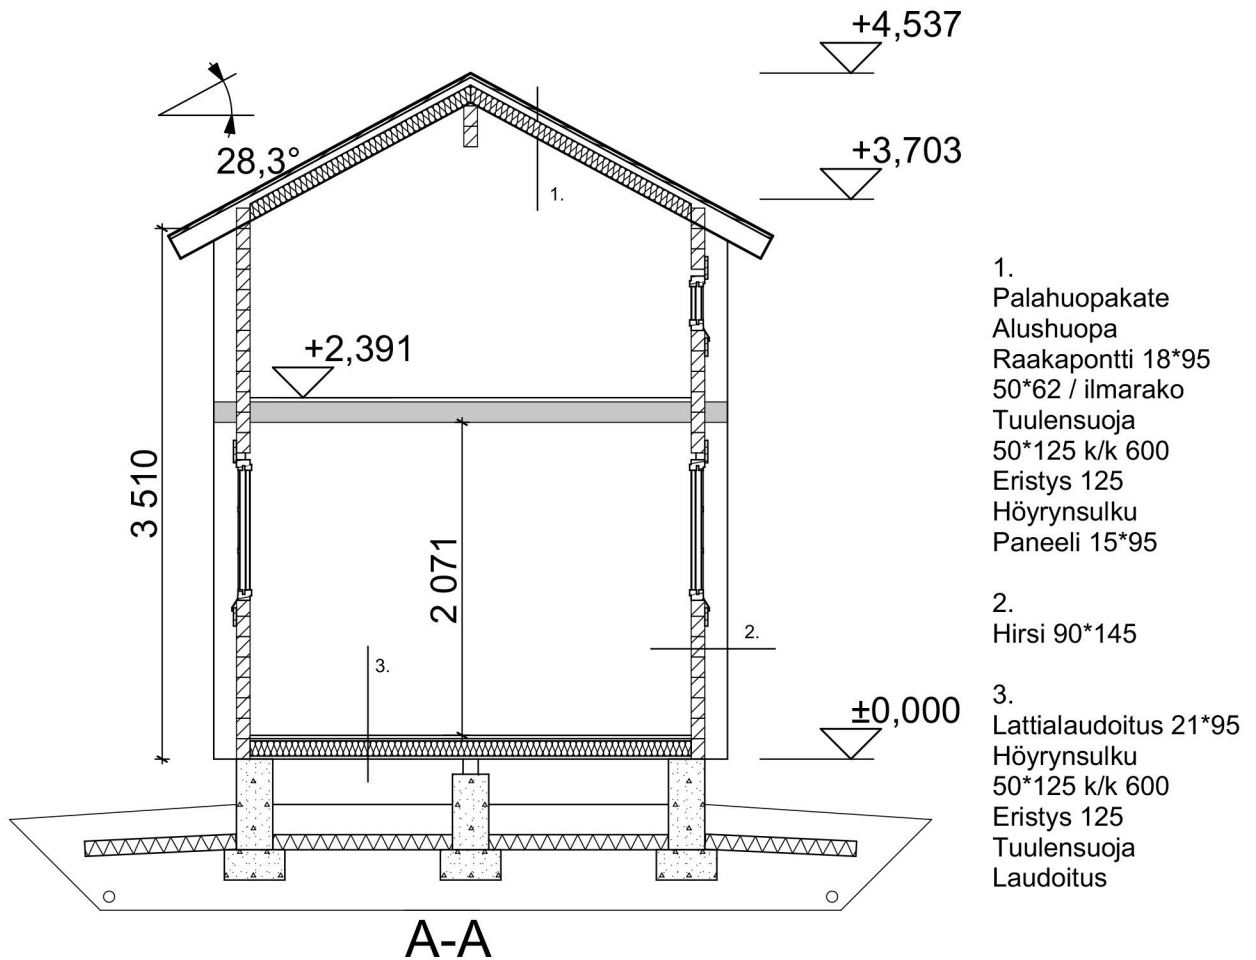 +4,537
+3,703
28,3°
1.
+2,391
3 510
2 071
2.
3.
±0,000
A-A
1.
Palahuopakate
Alushuopa
Raakapontti 18*95
50*62 / ilmarako
Tuulensuoja
50*125 k/k 600
Eristys 125
Höyrynsulku
Paneeli 15*95
2.
Hirsi 90*145
3.
Lattialaudoitus 21*95
Höyrynsulku
50*125 k/k 600
Eristys 125
Tuulensuoja
Laudoitus